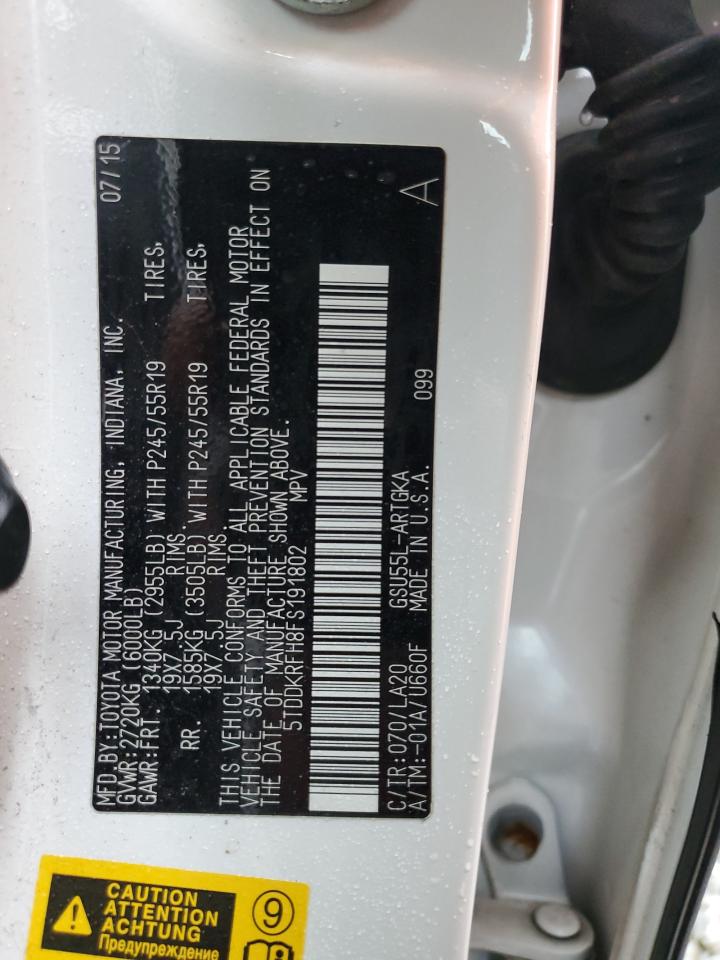 MFD.BY:TOYOTA MOTOR MANUFACTURING, INDIANA, INC. 07/15
GVWR:2720KG (6000LB)
GAWR:FRT. 1340KG (2955LB) WITH P245/55R19 TIRES,
19X7.5J RIMS
RR. 1585KG (3505LB) WITH P245/55R19 TIRES,
19X7.5J RIMS
THIS VEHICLE CONFORMS TO ALL APPLICABLE FEDERAL MOTOR
VEHICLE SAFETY AND THEFT PREVENTION STANDARDS IN EFFECT ON
THE DATE OF MANUFACTURE SHOWN ABOVE.
5TDDKRFH8FS191802 MPV
A
C/TR:070/LA20 GSU55L-ARTGKA 099
A/TM:-01A/U660F MADE IN U.S.A.
CAUTION
ATTENTION
ACHTUNG
Предупреждение
9